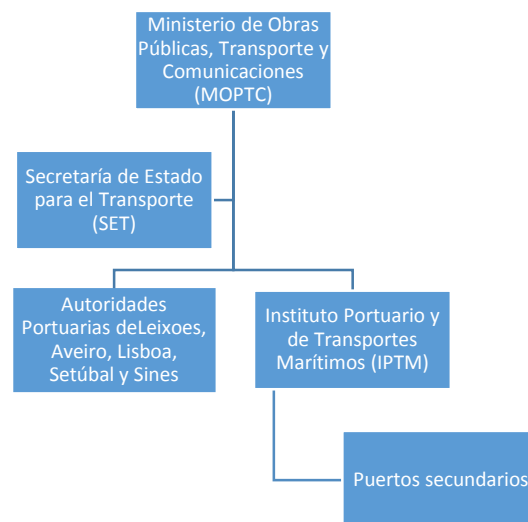 Ministerio de Obras
Públicas, Transporte y
Comunicaciones
(MOPTC)
Secretaría de Estado
para el Transporte
(SET)
Autoridades
Portuarias deLeixoes,
Aveiro, Lisboa,
Setúbal y Sines
Instituto Portuario y
de Transportes
Marítimos (IPTM)
Puertos secundarios